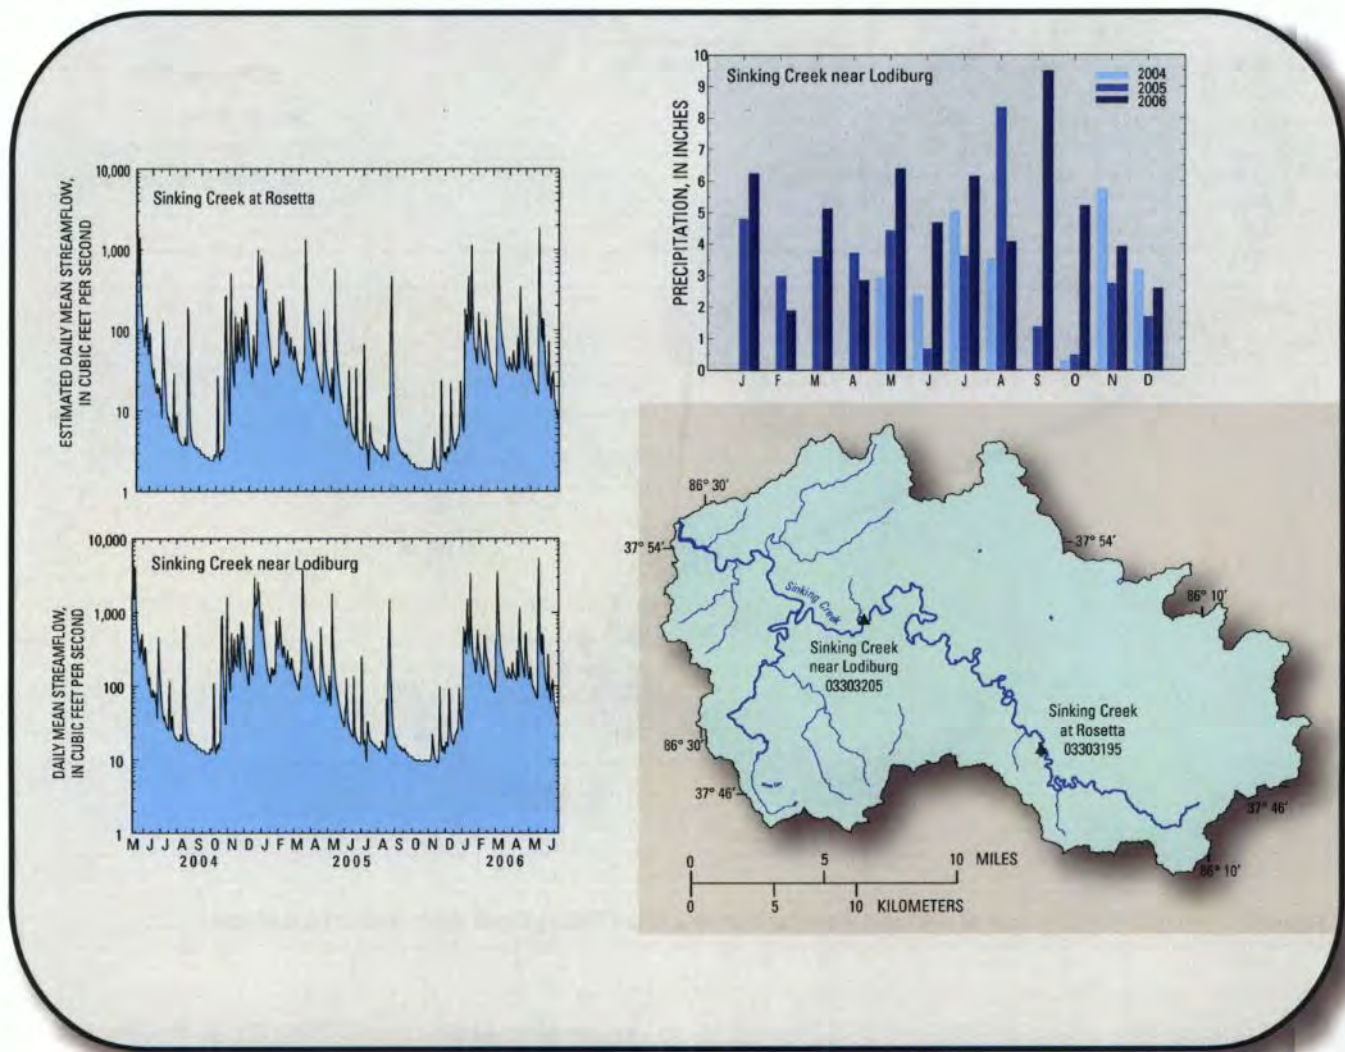 ESTIMATED DAILY MEAN STREAMFLOW,
IN CUBIC FEET PER SECOND
10,000
1,000
100
10
1
Sinking Creek at Rosetta
DAILY MEAN STREAMFLOW,
IN CUBIC FEET PER SECOND
10,000
1,000
100
10
1
Sinking Creek near Lodiburg
M J J A S O N D J F M A M J J A S O N D J F M A M J
2004 2005 2006
PRECIPITATION, IN INCHES
10
9
8
7
6
5
4
3
2
1
0
Sinking Creek near Lodiburg
2004
2005
2006
J F M A M J J A S O N D
86° 30'
37° 54'
37° 54'
86° 10'
Sinking Creek
Sinking Creek
near Lodiburg
03303205
Sinking Creek
at Rosetta
03303195
86° 30'
37° 46'
37° 46'
86° 10'
0 5 10 MILES
0 5 10 KILOMETERS